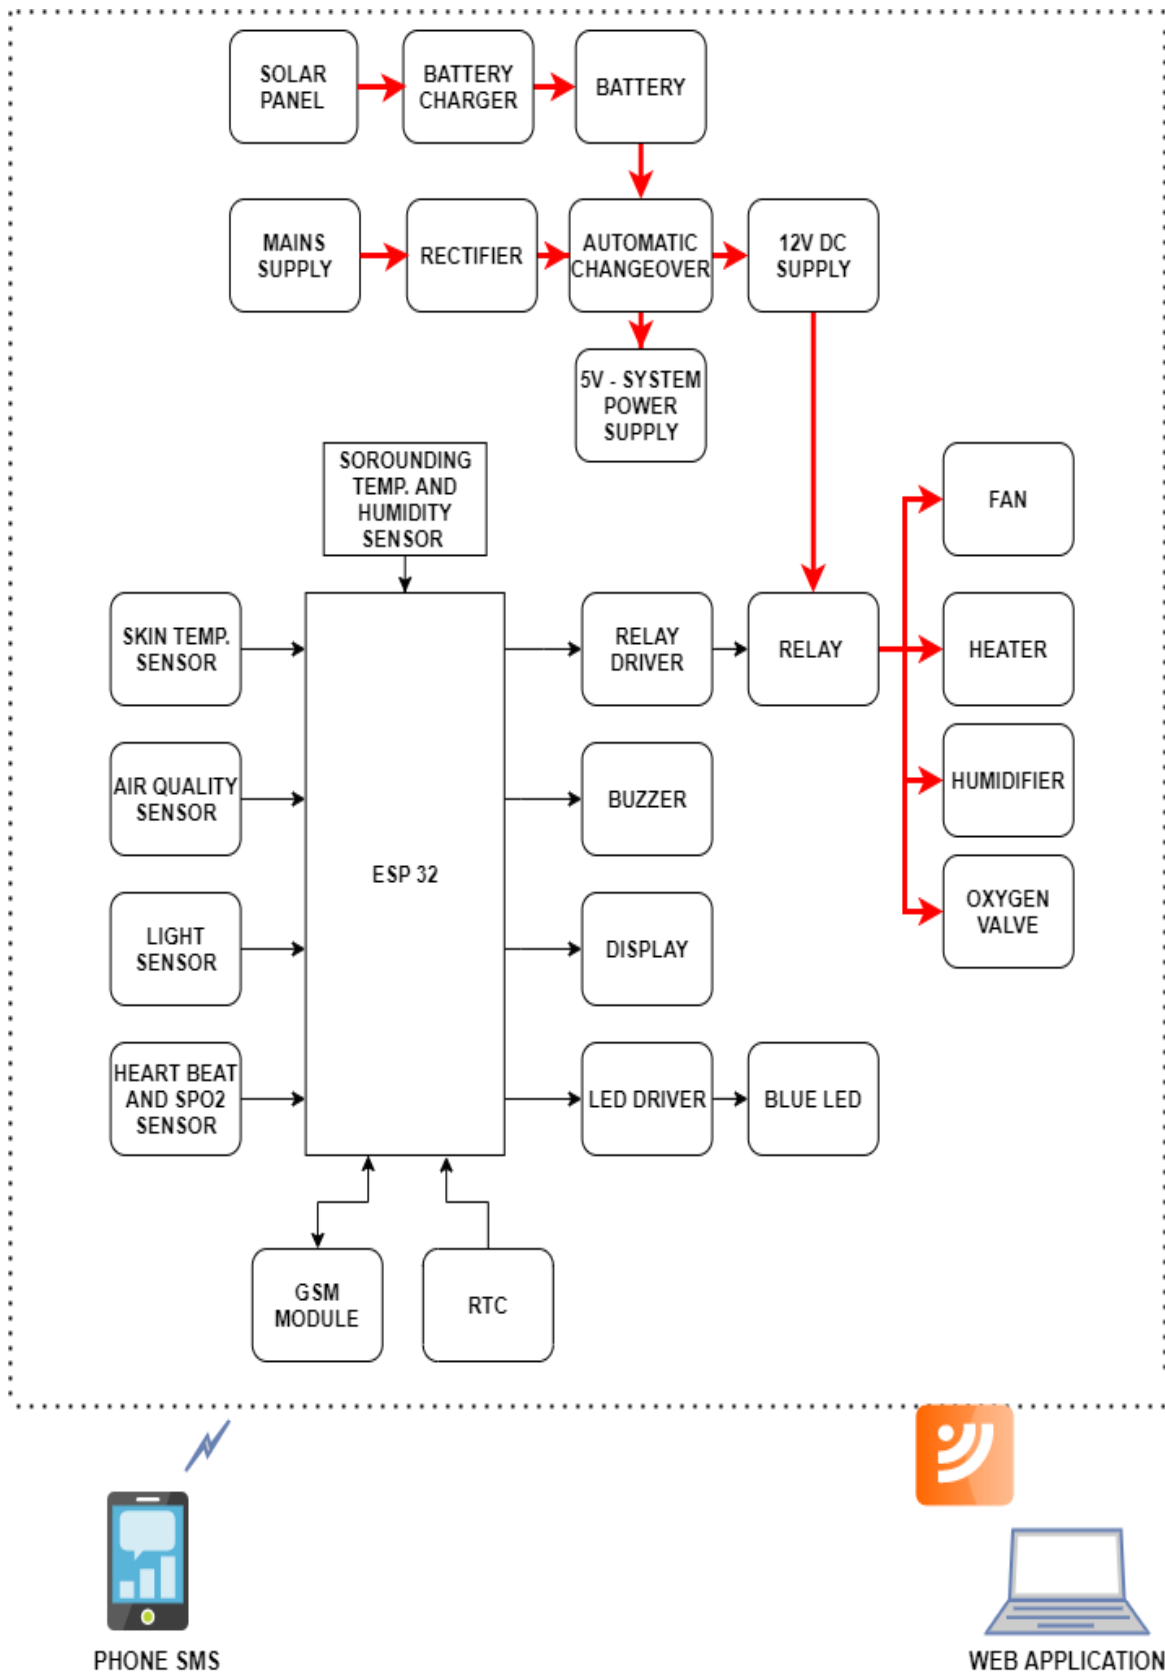 SOLAR
PANEL
BATTERY
CHARGER
BATTERY
MAINS
SUPPLY
RECTIFIER
AUTOMATIC
CHANGEOVER
12V DC
SUPPLY
5V - SYSTEM
POWER
SUPPLY
SOROUNDING
TEMP. AND
HUMIDITY
SENSOR
FAN
SKIN TEMP.
SENSOR
RELAY
DRIVER
RELAY
HEATER
AIR QUALITY
SENSOR
BUZZER
HUMIDIFIER
ESP 32
LIGHT
SENSOR
DISPLAY
OXYGEN
VALVE
HEART BEAT
AND SPO2
SENSOR
LED DRIVER
BLUE LED
GSM
MODULE
RTC
PHONE SMS
WEB APPLICATION